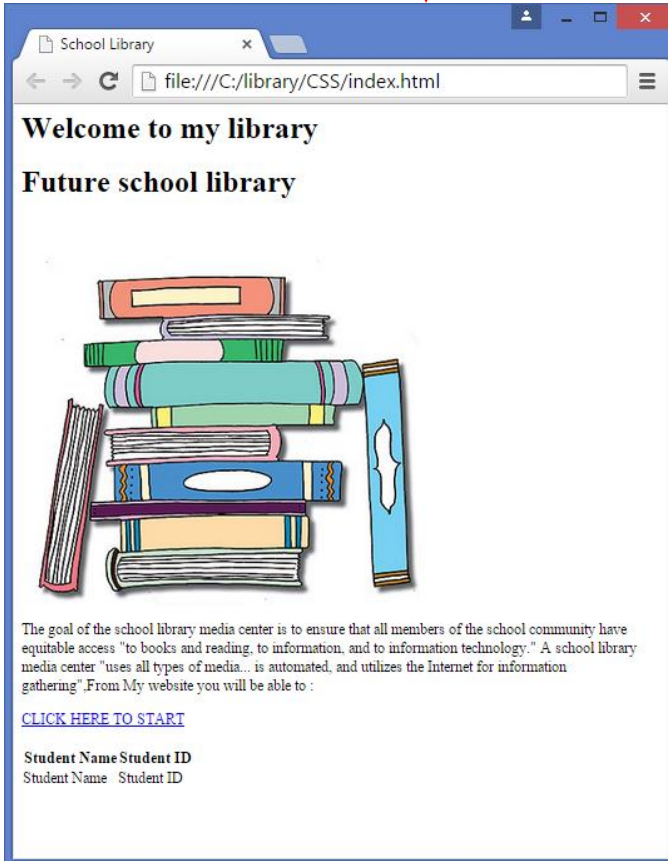 School Library
file:///C:/library/CSS/index.html
Welcome to my library
Future school library
The goal of the school library media center is to ensure that all members of the school community have
equitable access "to books and reading, to information, and to information technology." A school library
media center "uses all types of media... is automated, and utilizes the Internet for information
gathering",From My website you will be able to :
CLICK HERE TO START
Student Name Student ID
Student Name Student ID